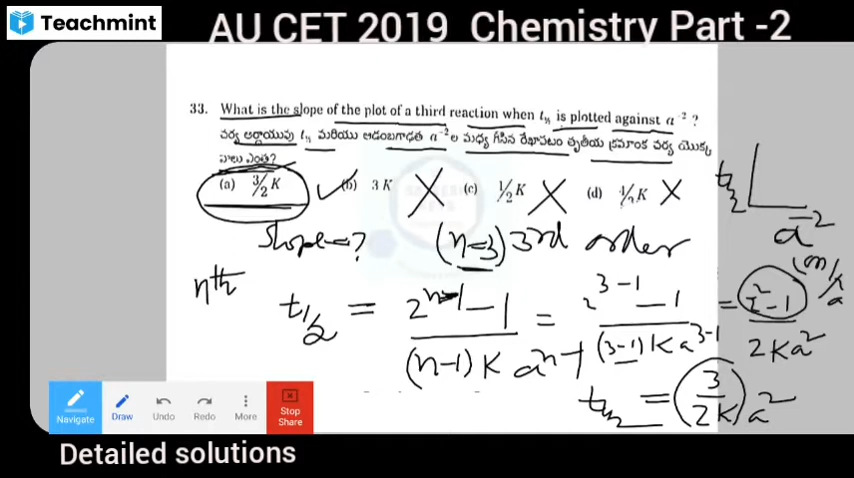 Teachmint
AU CET 2019 Chemistry Part -2
33. What is the slope of the plot of a third reaction when t½ is plotted against a⁻² ?
చర్య అర్ధాయువు t½ మరియు ఆడంబగాఢత a⁻² ల మధ్య గీసిన రేఖాపటం తృతీయ క్రమాంక చర్య యొక్క
వాలు ఎంత?
(a) 3/2 K (b) 3 K (c) 1/2 K (d) 1/3 K
t½
a⁻²
Slope = ? (n=3) 3rd order
nth
t1/2 = 2ⁿ⁻¹ – 1 / (n–1) K aⁿ⁻¹ = 2³⁻¹ – 1 / (3–1) K a³⁻¹ = 2² – 1 / 2Ka²
t½ = (3/2K) a²
Navigate Draw Undo Redo More Stop
Share
Detailed solutions